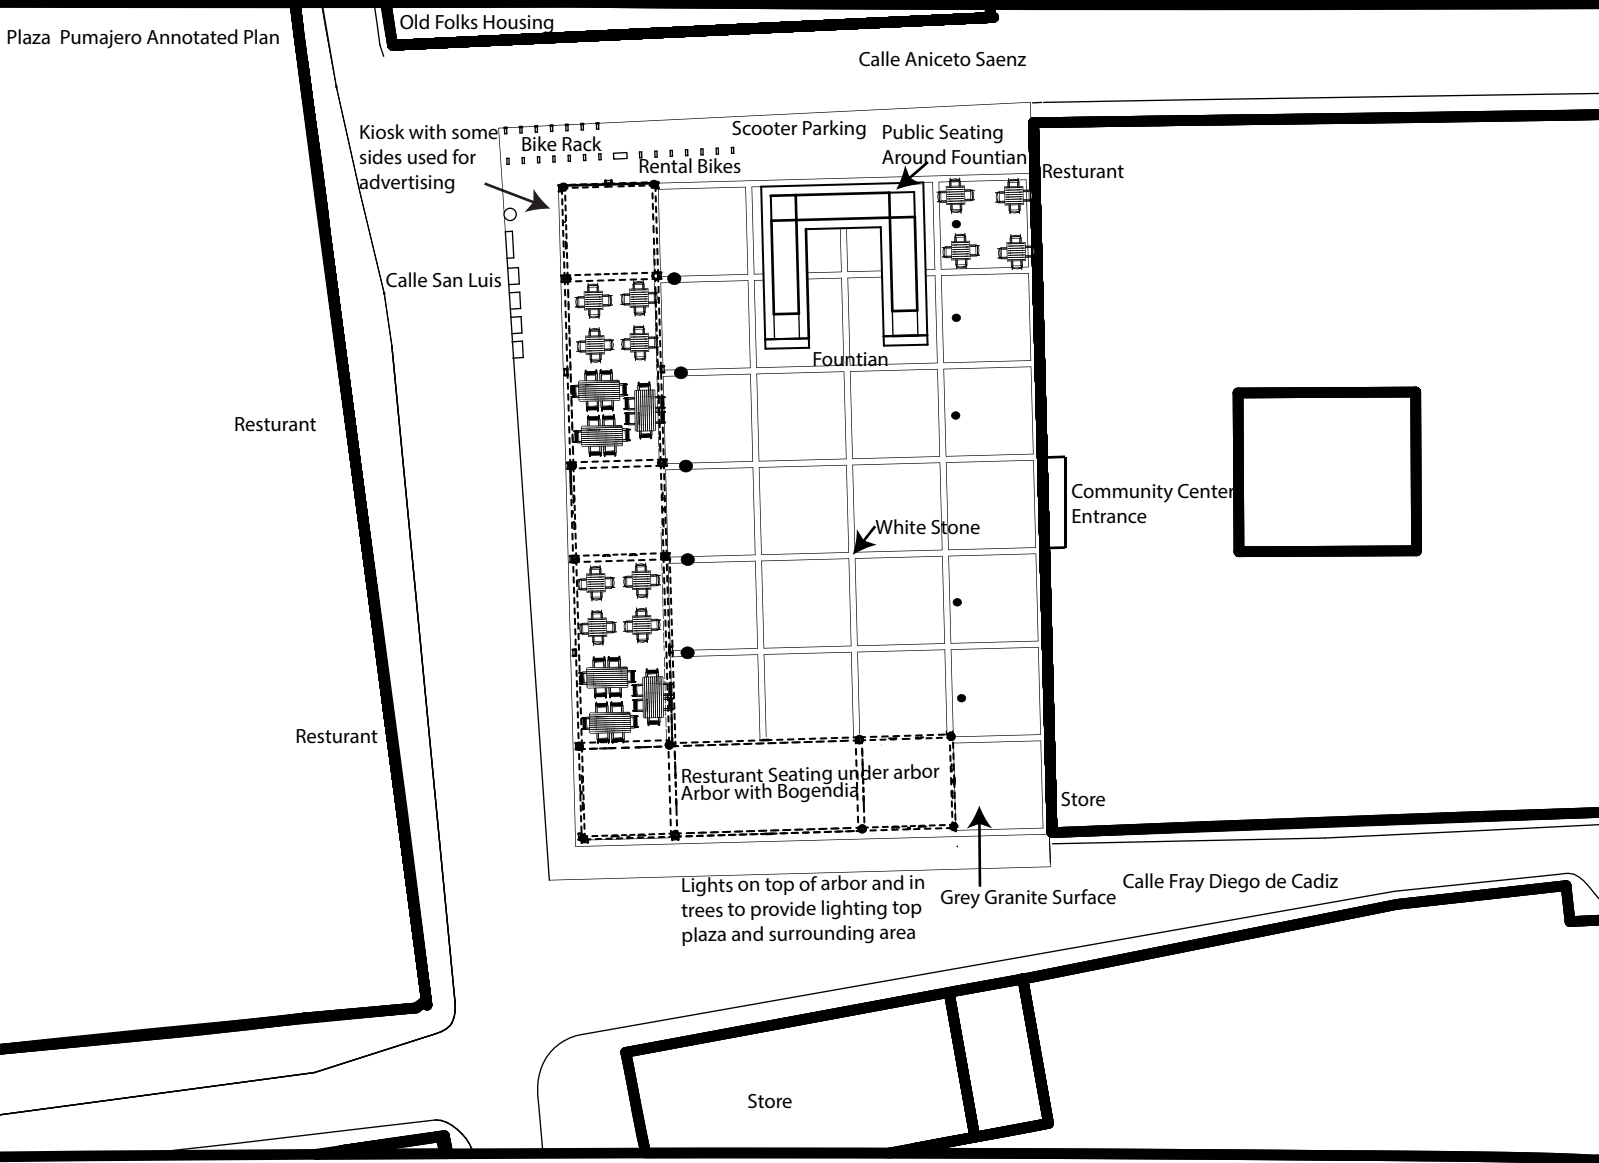 Plaza  Pumajero Annotated Plan
Old Folks Housing
Calle Aniceto Saenz
Kiosk with some
sides used for
advertising
Bike Rack
Rental Bikes
Scooter Parking
Public Seating
Around Fountian
Resturant
Calle San Luis
Fountian
Resturant
Community Center
Entrance
White Stone
Resturant
Resturant Seating under arbor
Arbor with Bogendia
Store
Lights on top of arbor and in
trees to provide lighting top
plaza and surrounding area
Grey Granite Surface
Calle Fray Diego de Cadiz
Store